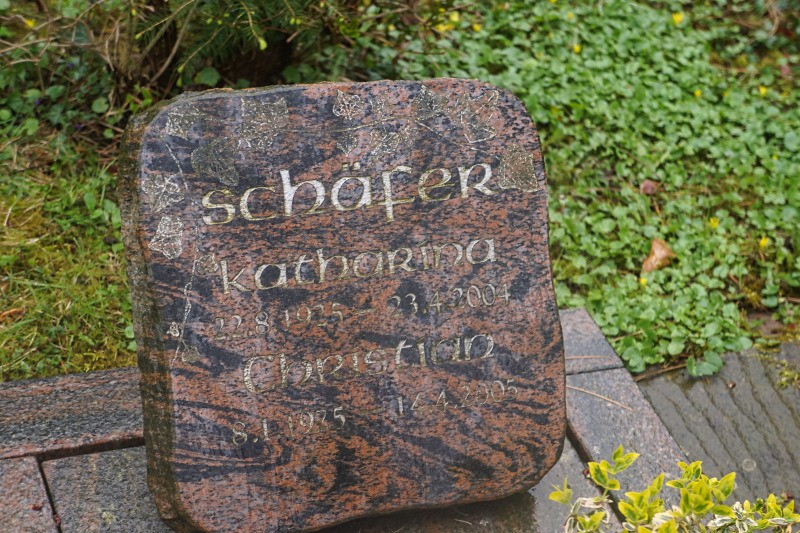 Schäfer
Katharina
22.8.1925 – 23.4.2004
Christian
8.1.1925 – 14.4.2005